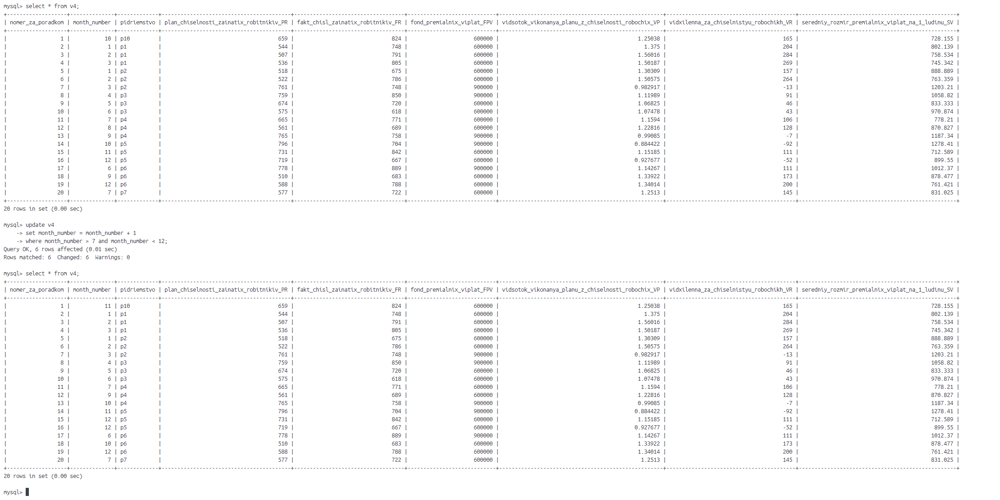 mysql> select * from v4;
+-------------------+--------------+-------------+-----------------------------------------+-----------------------------------+----------------------------+----------------------------------------------------+-----------------------------------------+-------------------------------------------------+
| nomer_za_poradkom | month_number | pidriemstvo | plan_chiselnosti_zainatix_robitnikiv_PR | fakt_chisl_zainatix_robitnikiv_FR | fond_premialnix_viplat_FPV | vidsotok_vikonanya_planu_z_chiselnosti_robochix_VP | vidxilenna_za_chiselnistyu_robochikh_VR | seredniy_rozmir_premialnix_viplat_na_1_ludinu_SV |
+-------------------+--------------+-------------+-----------------------------------------+-----------------------------------+----------------------------+----------------------------------------------------+-----------------------------------------+-------------------------------------------------+
| 1 | 10 | p10 | 659 | 824 | 600000 | 1.25038 | 165 | 728.155 |
| 2 | 1 | p1 | 544 | 748 | 600000 | 1.375 | 204 | 802.139 |
| 3 | 2 | p1 | 507 | 791 | 600000 | 1.56016 | 284 | 758.534 |
| 4 | 3 | p1 | 536 | 805 | 600000 | 1.50187 | 269 | 745.342 |
| 5 | 1 | p2 | 518 | 675 | 600000 | 1.30309 | 157 | 888.889 |
| 6 | 2 | p2 | 522 | 786 | 600000 | 1.50575 | 264 | 763.359 |
| 7 | 3 | p2 | 761 | 748 | 900000 | 0.982917 | -13 | 1203.21 |
| 8 | 4 | p3 | 759 | 850 | 900000 | 1.11989 | 91 | 1058.82 |
| 9 | 5 | p3 | 674 | 720 | 600000 | 1.06825 | 46 | 833.333 |
| 10 | 6 | p3 | 575 | 618 | 600000 | 1.07478 | 43 | 970.874 |
| 11 | 7 | p4 | 665 | 771 | 600000 | 1.1594 | 106 | 778.21 |
| 12 | 8 | p4 | 561 | 689 | 600000 | 1.22816 | 128 | 870.827 |
| 13 | 9 | p4 | 765 | 758 | 900000 | 0.99085 | -7 | 1187.34 |
| 14 | 10 | p5 | 796 | 704 | 900000 | 0.884422 | -92 | 1278.41 |
| 15 | 11 | p5 | 731 | 842 | 600000 | 1.15185 | 111 | 712.589 |
| 16 | 12 | p5 | 719 | 667 | 600000 | 0.927677 | -52 | 899.55 |
| 17 | 6 | p6 | 778 | 889 | 900000 | 1.14267 | 111 | 1012.37 |
| 18 | 9 | p6 | 510 | 683 | 600000 | 1.33922 | 173 | 878.477 |
| 19 | 12 | p6 | 588 | 788 | 600000 | 1.34014 | 200 | 761.421 |
| 20 | 7 | p7 | 577 | 722 | 600000 | 1.2513 | 145 | 831.025 |
+-------------------+--------------+-------------+-----------------------------------------+-----------------------------------+----------------------------+----------------------------------------------------+-----------------------------------------+-------------------------------------------------+
20 rows in set (0.00 sec)
mysql> update v4
-> set month_number = month_number + 1
-> where month_number > 7 and month_number < 12;
Query OK, 6 rows affected (0.01 sec)
Rows matched: 6 Changed: 6 Warnings: 0
mysql> select * from v4;
+-------------------+--------------+-------------+-----------------------------------------+-----------------------------------+----------------------------+----------------------------------------------------+-----------------------------------------+-------------------------------------------------+
| nomer_za_poradkom | month_number | pidriemstvo | plan_chiselnosti_zainatix_robitnikiv_PR | fakt_chisl_zainatix_robitnikiv_FR | fond_premialnix_viplat_FPV | vidsotok_vikonanya_planu_z_chiselnosti_robochix_VP | vidxilenna_za_chiselnistyu_robochikh_VR | seredniy_rozmir_premialnix_viplat_na_1_ludinu_SV |
+-------------------+--------------+-------------+-----------------------------------------+-----------------------------------+----------------------------+----------------------------------------------------+-----------------------------------------+-------------------------------------------------+
| 1 | 11 | p10 | 659 | 824 | 600000 | 1.25038 | 165 | 728.155 |
| 2 | 1 | p1 | 544 | 748 | 600000 | 1.375 | 204 | 802.139 |
| 3 | 2 | p1 | 507 | 791 | 600000 | 1.56016 | 284 | 758.534 |
| 4 | 3 | p1 | 536 | 805 | 600000 | 1.50187 | 269 | 745.342 |
| 5 | 1 | p2 | 518 | 675 | 600000 | 1.30309 | 157 | 888.889 |
| 6 | 2 | p2 | 522 | 786 | 600000 | 1.50575 | 264 | 763.359 |
| 7 | 3 | p2 | 761 | 748 | 900000 | 0.982917 | -13 | 1203.21 |
| 8 | 4 | p3 | 759 | 850 | 900000 | 1.11989 | 91 | 1058.82 |
| 9 | 5 | p3 | 674 | 720 | 600000 | 1.06825 | 46 | 833.333 |
| 10 | 6 | p3 | 575 | 618 | 600000 | 1.07478 | 43 | 970.874 |
| 11 | 7 | p4 | 665 | 771 | 600000 | 1.1594 | 106 | 778.21 |
| 12 | 9 | p4 | 561 | 689 | 600000 | 1.22816 | 128 | 870.827 |
| 13 | 10 | p4 | 765 | 758 | 900000 | 0.99085 | -7 | 1187.34 |
| 14 | 11 | p5 | 796 | 704 | 900000 | 0.884422 | -92 | 1278.41 |
| 15 | 12 | p5 | 731 | 842 | 600000 | 1.15185 | 111 | 712.589 |
| 16 | 12 | p5 | 719 | 667 | 600000 | 0.927677 | -52 | 899.55 |
| 17 | 6 | p6 | 778 | 889 | 900000 | 1.14267 | 111 | 1012.37 |
| 18 | 10 | p6 | 510 | 683 | 600000 | 1.33922 | 173 | 878.477 |
| 19 | 12 | p6 | 588 | 788 | 600000 | 1.34014 | 200 | 761.421 |
| 20 | 7 | p7 | 577 | 722 | 600000 | 1.2513 | 145 | 831.025 |
+-------------------+--------------+-------------+-----------------------------------------+-----------------------------------+----------------------------+----------------------------------------------------+-----------------------------------------+-------------------------------------------------+
20 rows in set (0.00 sec)
mysql>